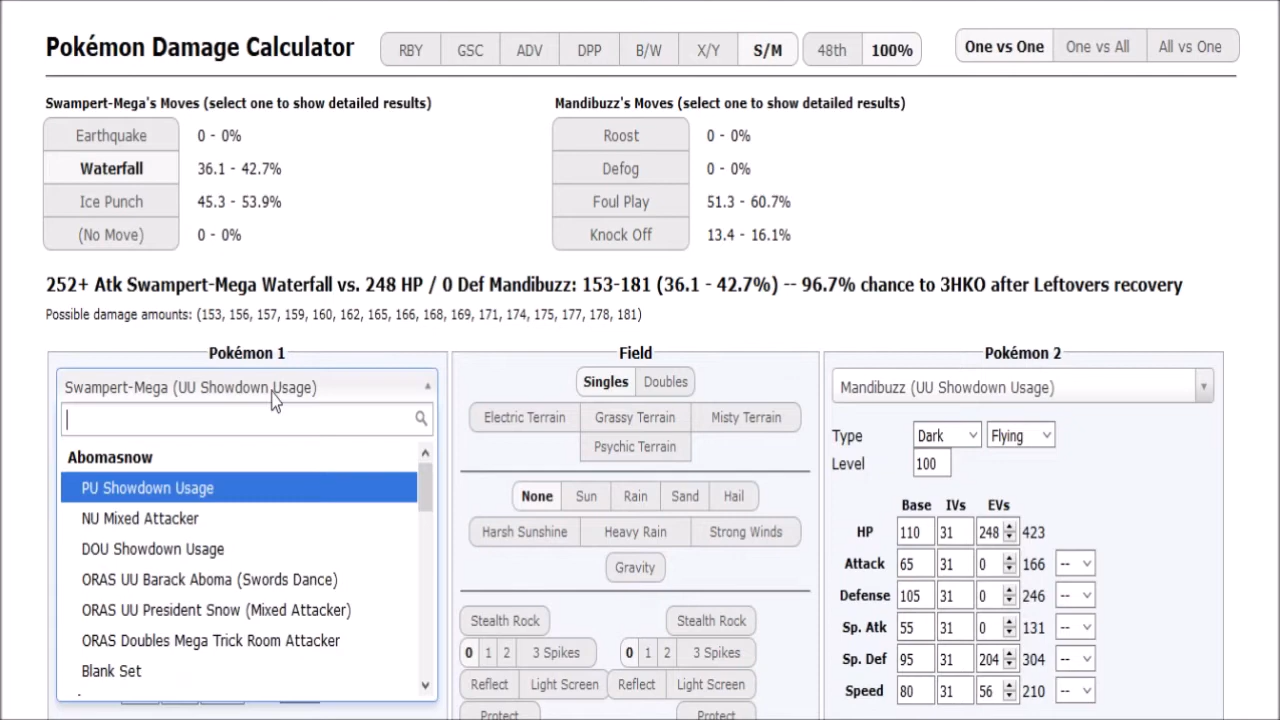 Pokémon Damage Calculator RBY GSC ADV DPP B/W X/Y S/M 48th 100% One vs One One vs All All vs One
Swampert-Mega's Moves (select one to show detailed results) Mandibuzz's Moves (select one to show detailed results)
Earthquake 0 - 0% Roost 0 - 0%
Waterfall 36.1 - 42.7% Defog 0 - 0%
Ice Punch 45.3 - 53.9% Foul Play 51.3 - 60.7%
(No Move) 0 - 0% Knock Off 13.4 - 16.1%
252+ Atk Swampert-Mega Waterfall vs. 248 HP / 0 Def Mandibuzz: 153-181 (36.1 - 42.7%) -- 96.7% chance to 3HKO after Leftovers recovery
Possible damage amounts: (153, 156, 157, 159, 160, 162, 165, 166, 168, 169, 171, 174, 175, 177, 178, 181)
Pokémon 1
Swampert-Mega (UU Showdown Usage)
Abomasnow
PU Showdown Usage
NU Mixed Attacker
DOU Showdown Usage
ORAS UU Barack Aboma (Swords Dance)
ORAS UU President Snow (Mixed Attacker)
ORAS Doubles Mega Trick Room Attacker
Blank Set
Field
Singles Doubles
Electric Terrain Grassy Terrain Misty Terrain
Psychic Terrain
None Sun Rain Sand Hail
Harsh Sunshine Heavy Rain Strong Winds
Gravity
Stealth Rock Stealth Rock
0 1 2 3 Spikes 0 1 2 3 Spikes
Reflect Light Screen Reflect Light Screen
Protect Protect
Pokémon 2
Mandibuzz (UU Showdown Usage)
Type Dark Flying
Level 100
Base IVs EVs
HP 110 31 248 423
Attack 65 31 0 166 --
Defense 105 31 0 246 --
Sp. Atk 55 31 0 131 --
Sp. Def 95 31 204 304 --
Speed 80 31 56 210 --